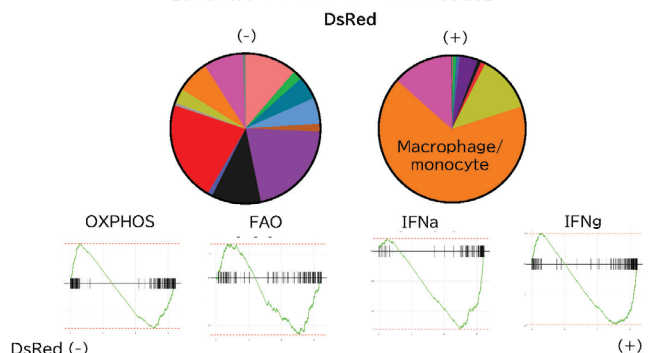 DsRed
(-)
(+)
Macrophage/
monocyte
OXPHOS
FAO
IFNa
IFNg
DsRed (-)
(+)